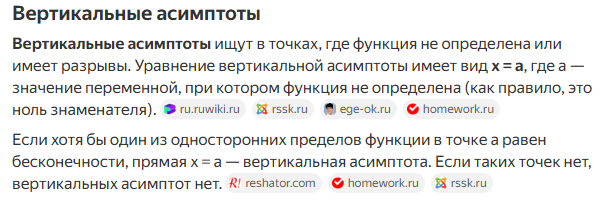 Вертикальные асимптоты
Вертикальные асимптоты ищут в точках, где функция не определена или
имеет разрывы. Уравнение вертикальной асимптоты имеет вид x = a, где a —
значение переменной, при котором функция не определена (как правило, это
ноль знаменателя). ru.ruwiki.ru rssk.ru ege-ok.ru homework.ru
Если хотя бы один из односторонних пределов функции в точке a равен
бесконечности, прямая x = a — вертикальная асимптота. Если таких точек нет,
вертикальных асимптот нет. R! reshator.com homework.ru rssk.ru